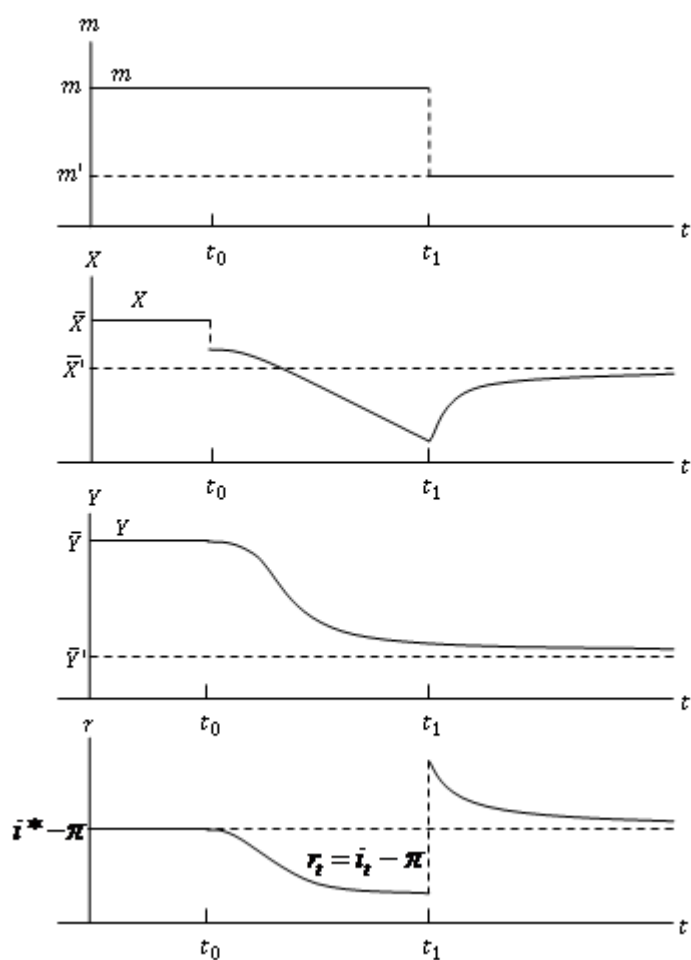 m
m m
m'
t₀ t₁ t
X
X̄ X
X̄'
t₀ t₁ t
Y
Ȳ Y
Ȳ'
t₀ t₁ t
r
i*−π
rₜ = iₜ − π
t₀ t₁ t